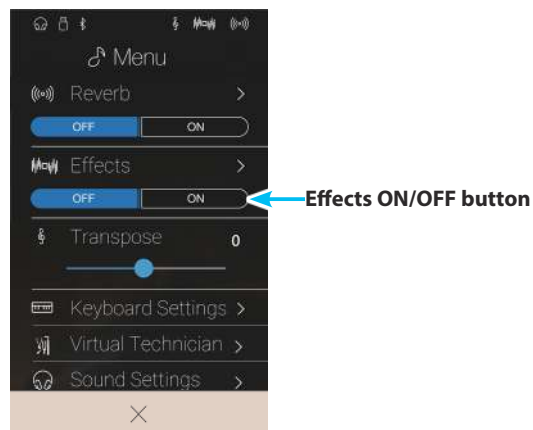 Menu
Reverb
OFF ON
Effects
OFF ON
Effects ON/OFF button
Transpose 0
Keyboard Settings
Virtual Technician
Sound Settings